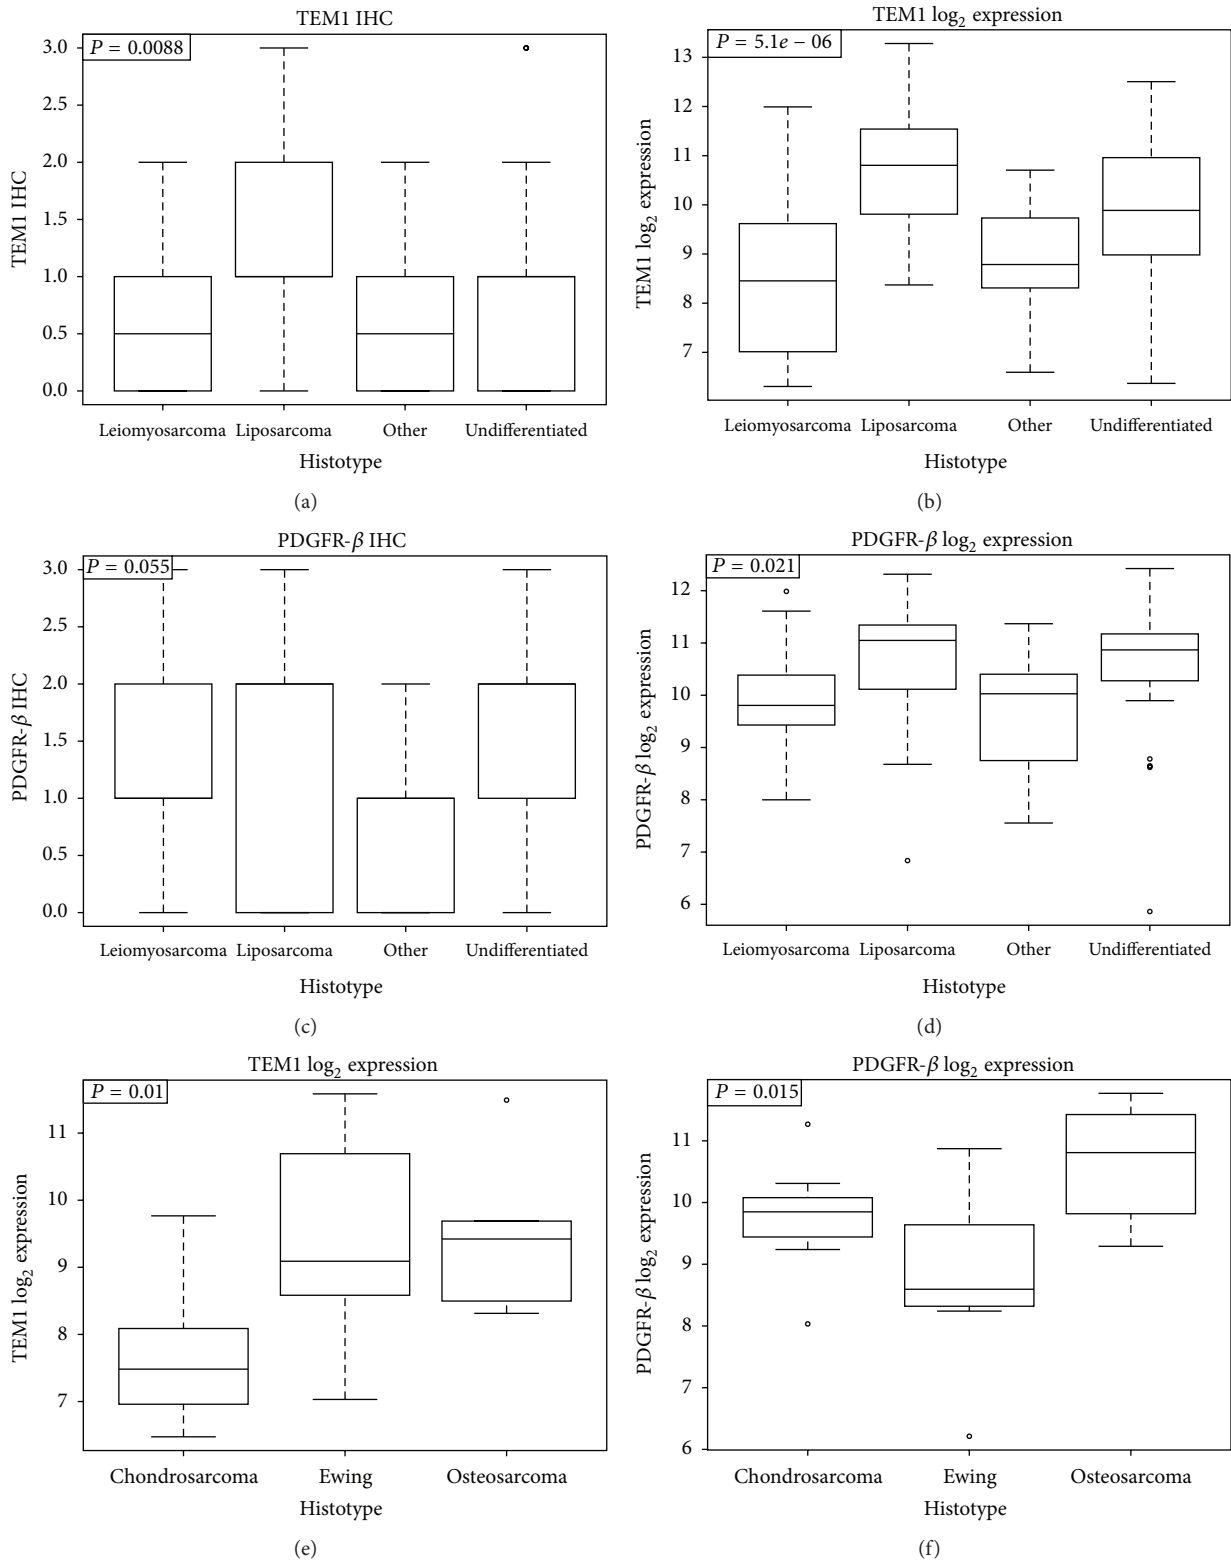 TEM1 IHC
P = 0.0088
3.0
2.5
2.0
1.5
1.0
0.5
0.0
TEM1 IHC
Leiomyosarcoma Liposarcoma Other Undifferentiated
Histotype
(a)
TEM1 log₂ expression
P = 5.1e − 06
13
12
11
10
9
8
7
TEM1 log₂ expression
Leiomyosarcoma Liposarcoma Other Undifferentiated
Histotype
(b)
PDGFR-β IHC
P = 0.055
3.0
2.5
2.0
1.5
1.0
0.5
0.0
PDGFR-β IHC
Leiomyosarcoma Liposarcoma Other Undifferentiated
Histotype
(c)
PDGFR-β log₂ expression
P = 0.021
12
11
10
9
8
7
6
PDGFR-β log₂ expression
Leiomyosarcoma Liposarcoma Other Undifferentiated
Histotype
(d)
TEM1 log₂ expression
P = 0.01
11
10
9
8
7
TEM1 log₂ expression
Chondrosarcoma Ewing Osteosarcoma
Histotype
(e)
PDGFR-β log₂ expression
P = 0.015
11
10
9
8
7
6
PDGFR-β log₂ expression
Chondrosarcoma Ewing Osteosarcoma
Histotype
(f)